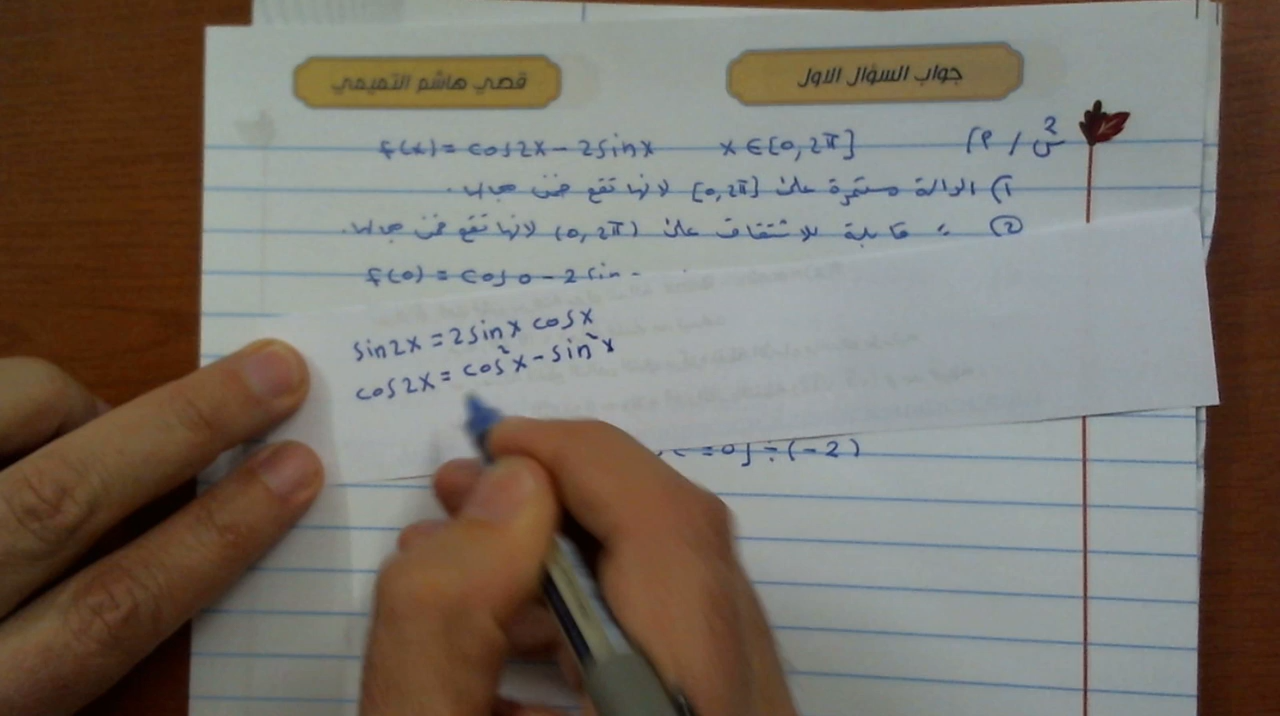 جواب السؤال الاول
قصي هاشم التميمي
س2 / P)
f(x) = cos2x - 2sinx x ∈ [0, 2π]
1) الدالة مستمرة على [0, 2π] لانها تقع ضمن مجالها.
② = قابلة للاشتقاق على (0, 2π) لانها تقع ضمن مجالها.
f(0) = cos0 - 2sin
sin2x = 2sinx cosx
cos2x = cos²x - sin²x
= 0] ÷ (-2)